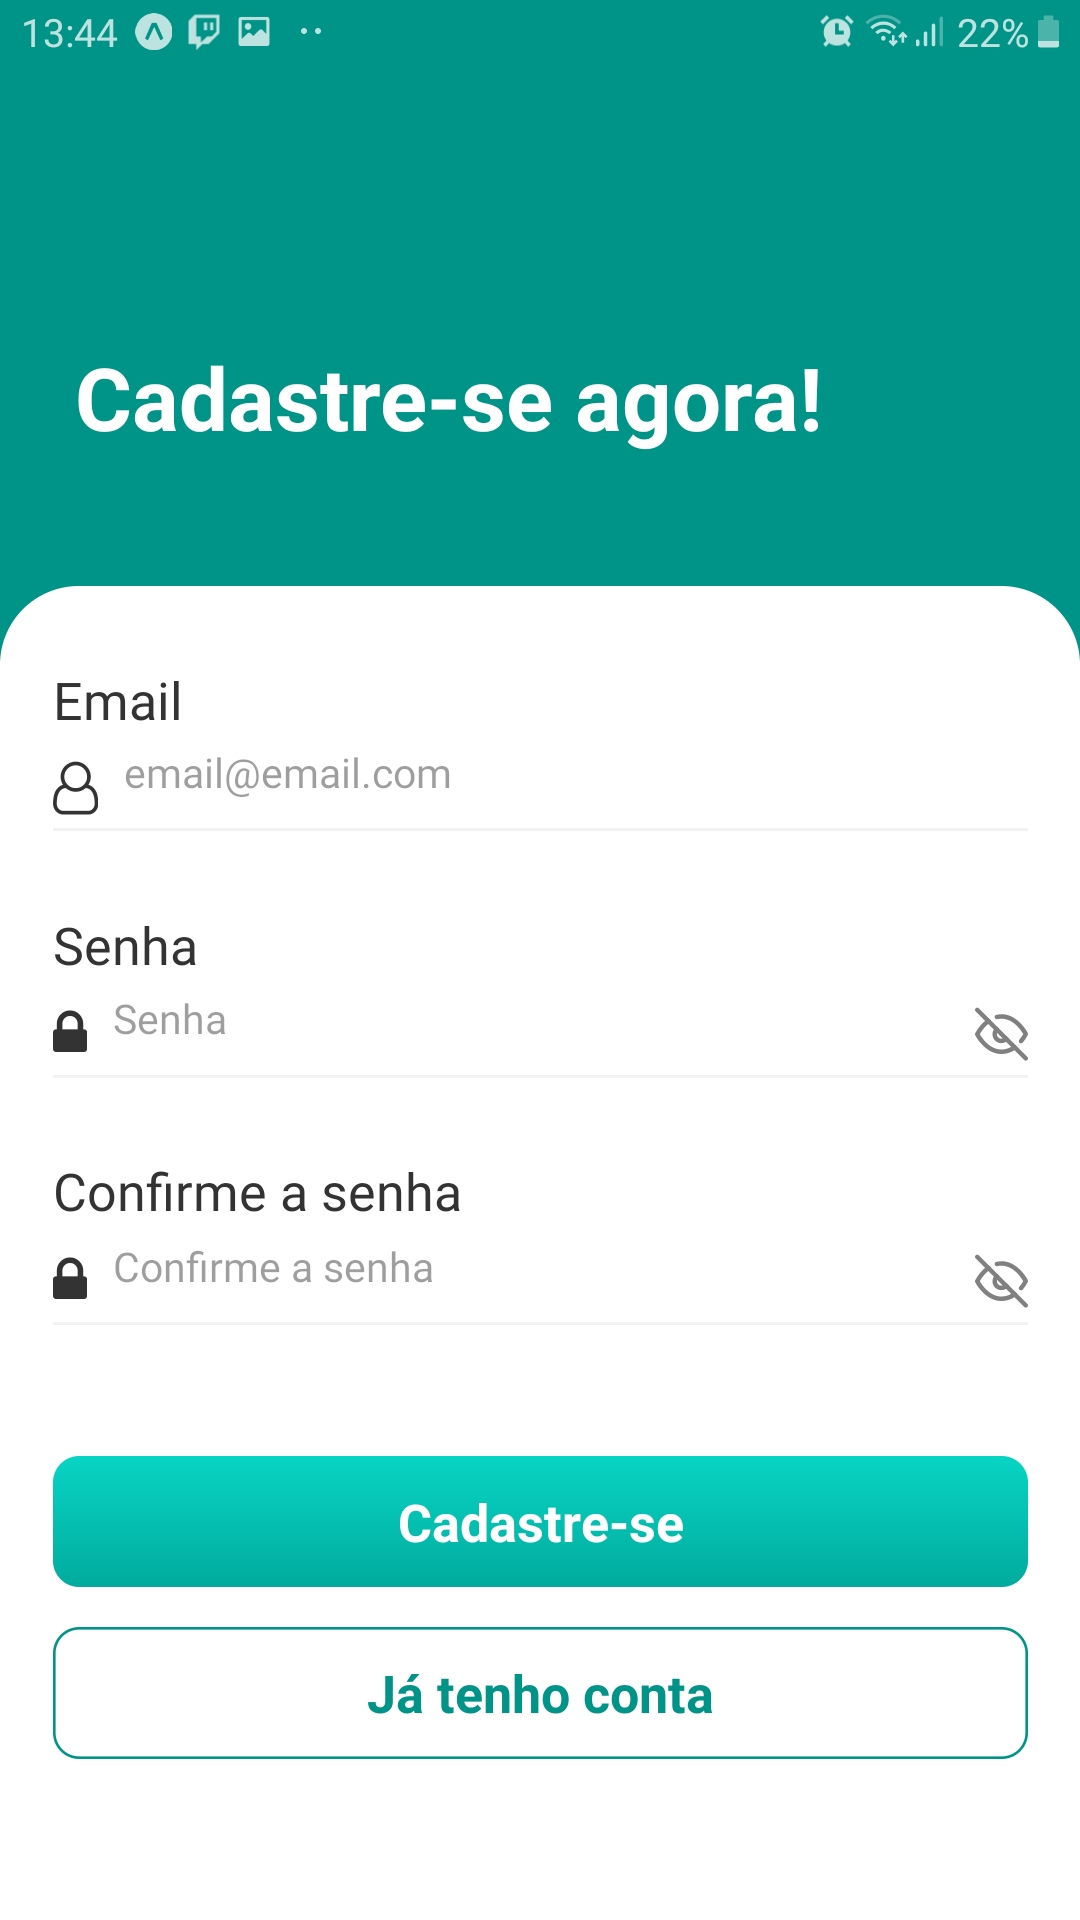 13:44 22%
Cadastre-se agora!
Email
email@email.com
Senha
Senha
Confirme a senha
Confirme a senha
Cadastre-se
Já tenho conta